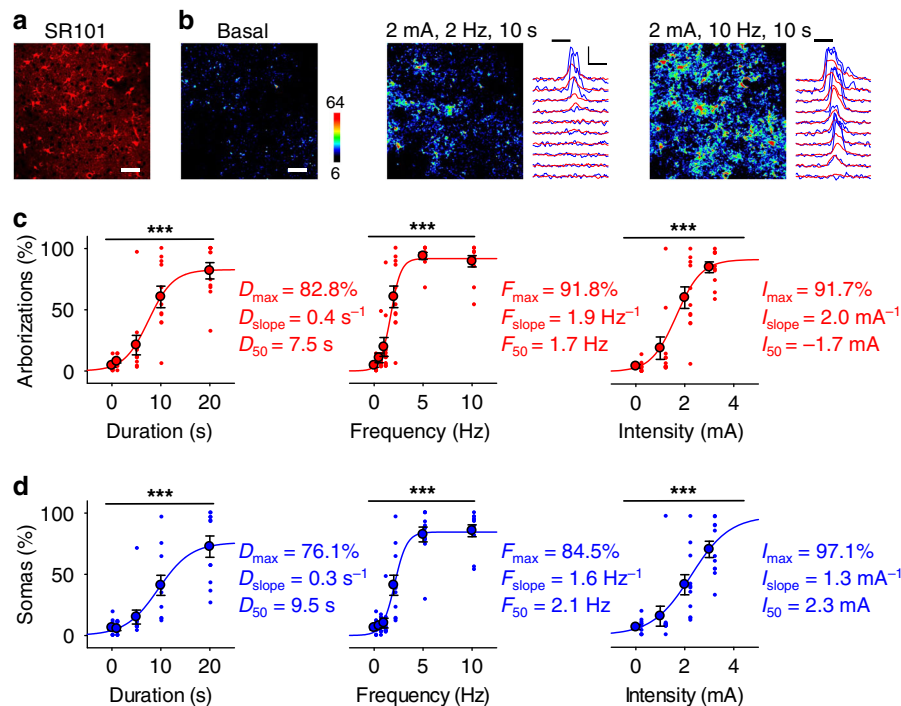 a
SR101
b
Basal
64
6
2 mA, 2 Hz, 10 s
2 mA, 10 Hz, 10 s
c
Arborizations (%)
100
50
0
***
D_max = 82.8%
D_slope = 0.4 s⁻¹
D_50 = 7.5 s
0 10 20
Duration (s)
***
F_max = 91.8%
F_slope = 1.9 Hz⁻¹
F_50 = 1.7 Hz
0 5 10
Frequency (Hz)
***
I_max = 91.7%
I_slope = 2.0 mA⁻¹
I_50 = –1.7 mA
0 2 4
Intensity (mA)
d
Somas (%)
100
50
0
***
D_max = 76.1%
D_slope = 0.3 s⁻¹
D_50 = 9.5 s
0 10 20
Duration (s)
***
F_max = 84.5%
F_slope = 1.6 Hz⁻¹
F_50 = 2.1 Hz
0 5 10
Frequency (Hz)
***
I_max = 97.1%
I_slope = 1.3 mA⁻¹
I_50 = 2.3 mA
0 2 4
Intensity (mA)